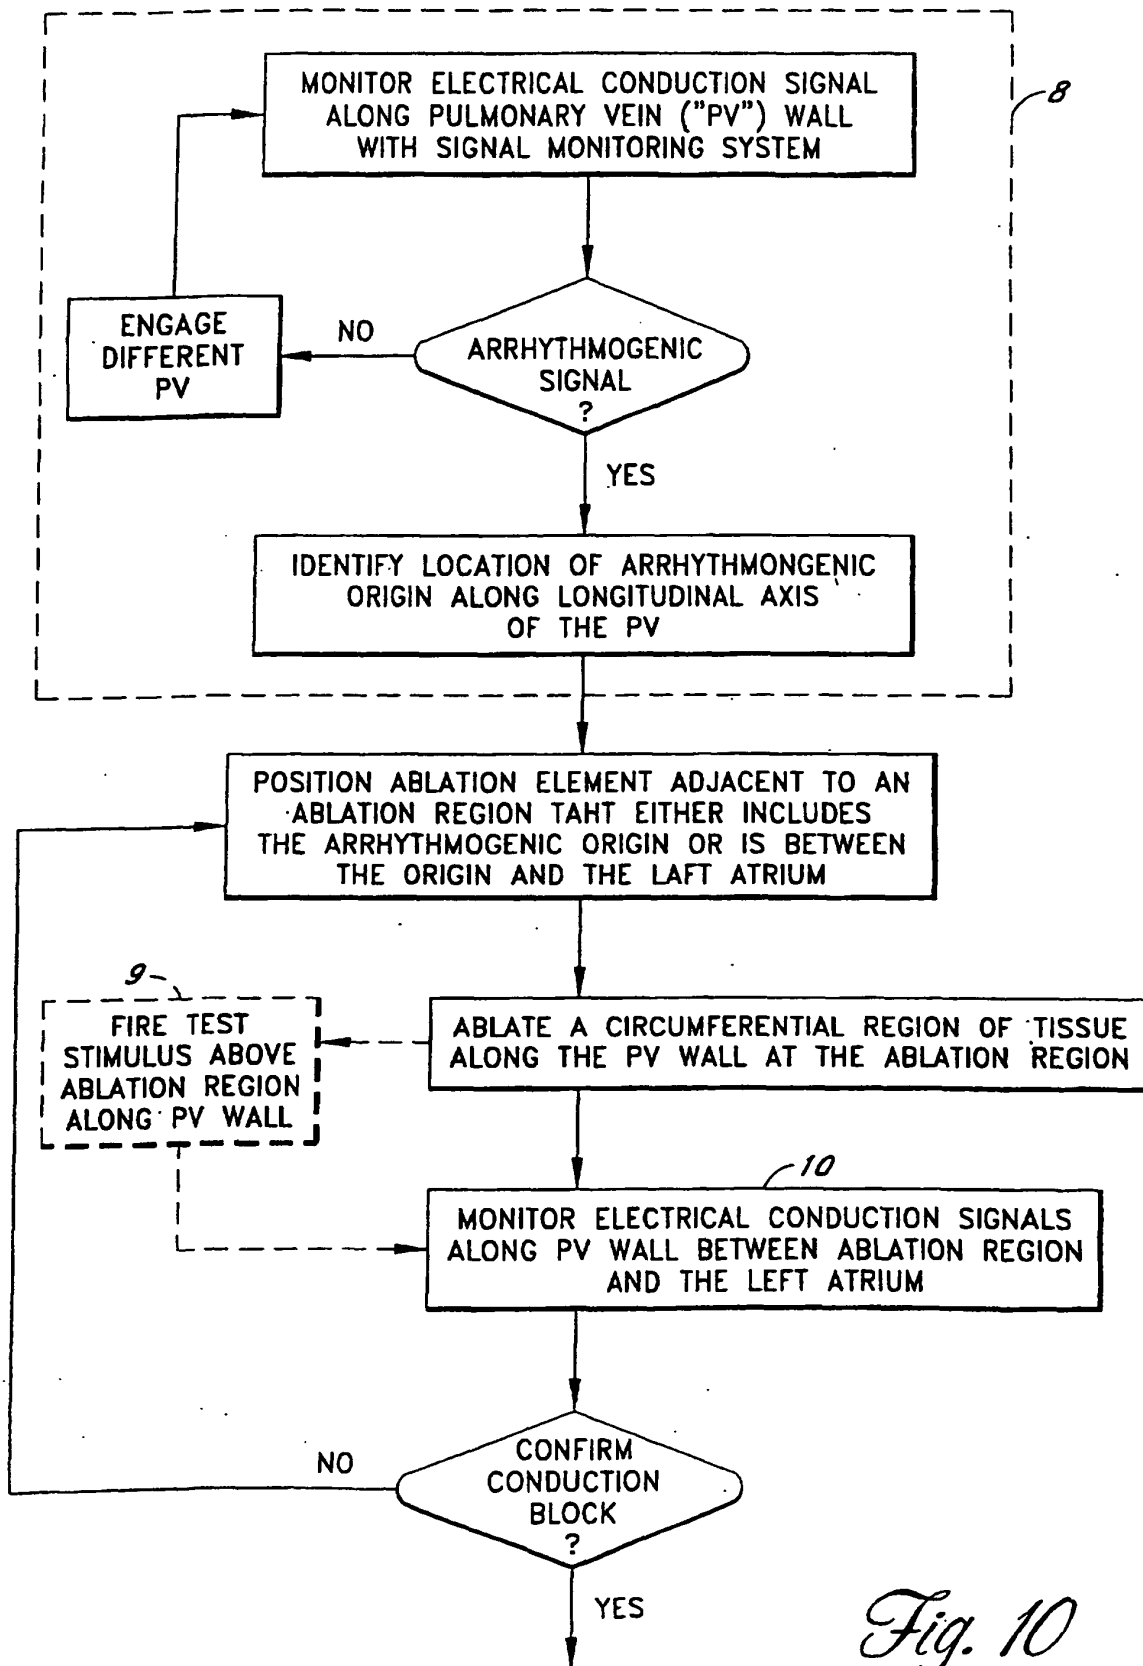 MONITOR ELECTRICAL CONDUCTION SIGNAL
ALONG PULMONARY VEIN ("PV") WALL
WITH SIGNAL MONITORING SYSTEM
8
ENGAGE
DIFFERENT
PV
NO
ARRHYTHMOGENIC
SIGNAL
?
YES
IDENTIFY LOCATION OF ARRHYTHMONGENIC
ORIGIN ALONG LONGITUDINAL AXIS
OF THE PV
POSITION ABLATION ELEMENT ADJACENT TO AN
ABLATION REGION TAHT EITHER INCLUDES
THE ARRHYTHMOGENIC ORIGIN OR IS BETWEEN
THE ORIGIN AND THE LAFT ATRIUM
9
FIRE TEST
STIMULUS ABOVE
ABLATION REGION
ALONG PV WALL
ABLATE A CIRCUMFERENTIAL REGION OF TISSUE
ALONG THE PV WALL AT THE ABLATION REGION
10
MONITOR ELECTRICAL CONDUCTION SIGNALS
ALONG PV WALL BETWEEN ABLATION REGION
AND THE LEFT ATRIUM
NO
CONFIRM
CONDUCTION
BLOCK
?
YES
Fig. 10